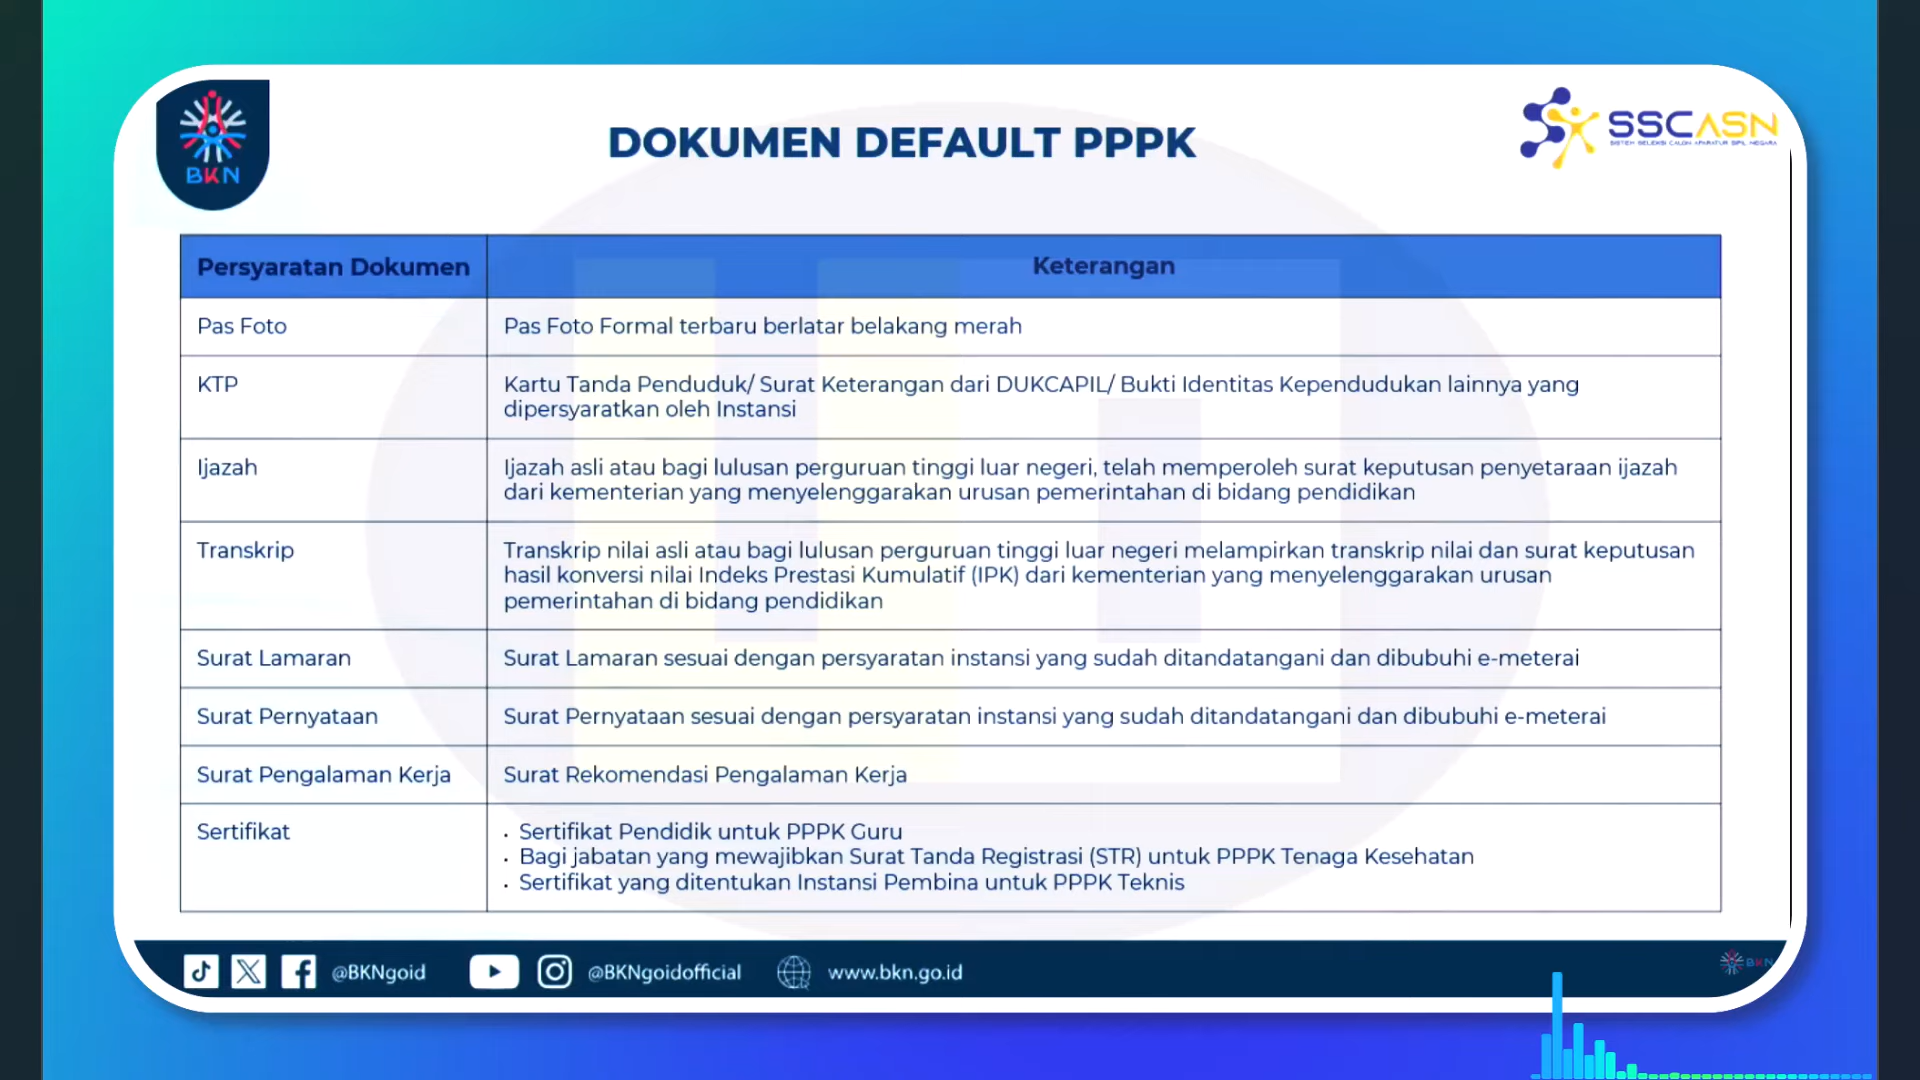 BKN
DOKUMEN DEFAULT PPPK
SSCASN
SISTEM SELEKSI CALON APARATUR SIPIL NEGARA
Persyaratan Dokumen
Keterangan
Pas Foto
Pas Foto Formal terbaru berlatar belakang merah
KTP
Kartu Tanda Penduduk/ Surat Keterangan dari DUKCAPIL/ Bukti Identitas Kependudukan lainnya yang
dipersyaratkan oleh Instansi
Ijazah
Ijazah asli atau bagi lulusan perguruan tinggi luar negeri, telah memperoleh surat keputusan penyetaraan ijazah
dari kementerian yang menyelenggarakan urusan pemerintahan di bidang pendidikan
Transkrip
Transkrip nilai asli atau bagi lulusan perguruan tinggi luar negeri melampirkan transkrip nilai dan surat keputusan
hasil konversi nilai Indeks Prestasi Kumulatif (IPK) dari kementerian yang menyelenggarakan urusan
pemerintahan di bidang pendidikan
Surat Lamaran
Surat Lamaran sesuai dengan persyaratan instansi yang sudah ditandatangani dan dibubuhi e-meterai
Surat Pernyataan
Surat Pernyataan sesuai dengan persyaratan instansi yang sudah ditandatangani dan dibubuhi e-meterai
Surat Pengalaman Kerja
Surat Rekomendasi Pengalaman Kerja
Sertifikat
• Sertifikat Pendidik untuk PPPK Guru
• Bagi jabatan yang mewajibkan Surat Tanda Registrasi (STR) untuk PPPK Tenaga Kesehatan
• Sertifikat yang ditentukan Instansi Pembina untuk PPPK Teknis
@BKNgoid
@BKNgoidofficial
www.bkn.go.id
BKN